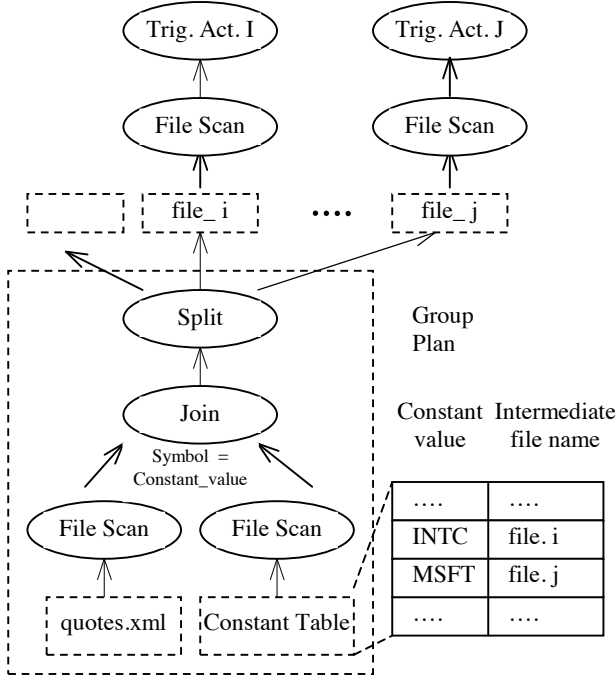 Trig. Act. I
Trig. Act. J
File Scan
File Scan
file_ i
....
file_ j
Split
Group
Plan
Join
Symbol =
Constant_value
Constant
value
Intermediate
file name
File Scan
File Scan
.... ....
INTC file. i
MSFT file. j
.... ....
quotes.xml
Constant Table